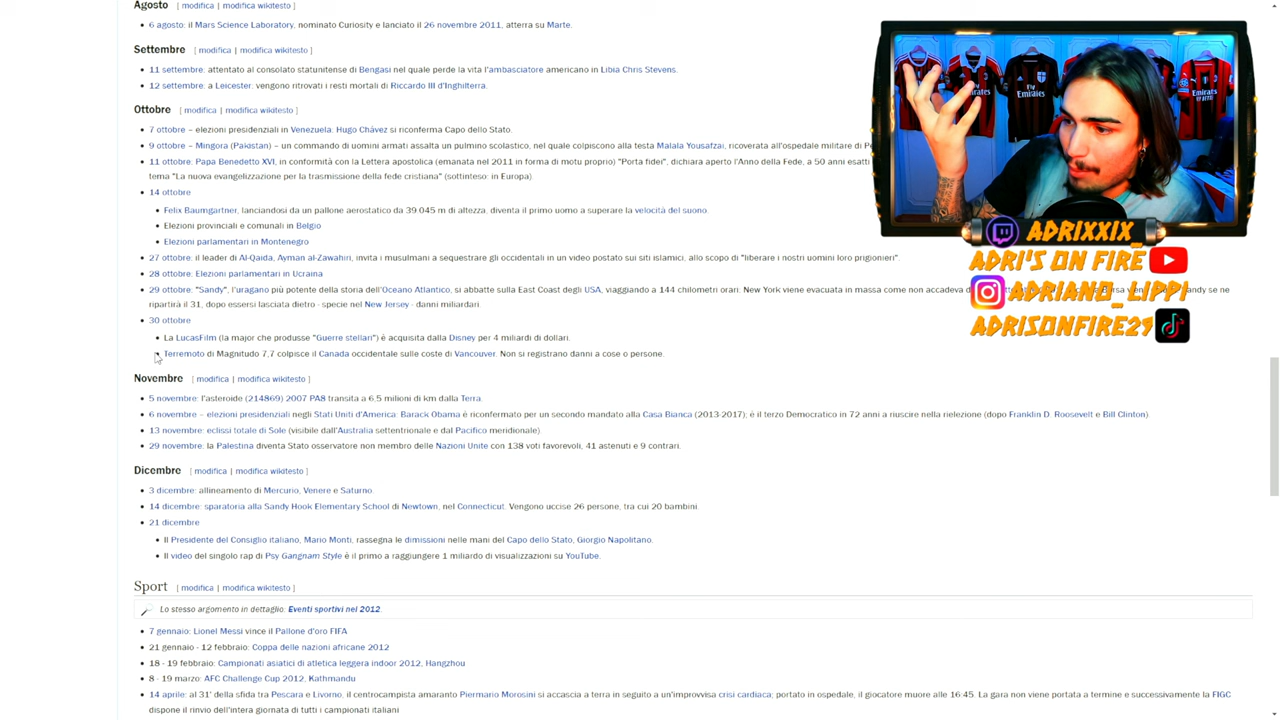 Agosto [ modifica | modifica wikitesto ]
• 6 agosto: il Mars Science Laboratory, nominato Curiosity e lanciato il 26 novembre 2011, atterra su Marte.
Settembre [ modifica | modifica wikitesto ]
• 11 settembre: attentato al consolato statunitense di Bengasi nel quale perde la vita l'ambasciatore americano in Libia Chris Stevens.
• 12 settembre: a Leicester, vengono ritrovati i resti mortali di Riccardo III d'Inghilterra.
Ottobre [ modifica | modifica wikitesto ]
• 7 ottobre – elezioni presidenziali in Venezuela: Hugo Chávez si riconferma Capo dello Stato.
• 9 ottobre – Mingora (Pakistan) – un commando di uomini armati assalta un pulmino scolastico, nel quale colpiscono alla testa Malala Yousafzai, ricoverata all'ospedale militare di
• 11 ottobre: Papa Benedetto XVI, in conformità con la Lettera apostolica (emanata nel 2011 in forma di motu proprio) "Porta fidei", dichiara aperto l'Anno della Fede, a 50 anni esatti
tema "La nuova evangelizzazione per la trasmissione della fede cristiana" (sottinteso: in Europa)
• 14 ottobre
• Felix Baumgartner, lanciandosi da un pallone aerostatico da 39 045 m di altezza, diventa il primo uomo a superare la velocità del suono.
• Elezioni provinciali e comunali in Belgio
• Elezioni parlamentari in Montenegro
• 27 ottobre: il leader di Al-Qaida, Ayman al-Zawahiri, invita i musulmani a sequestrare gli occidentali in un video postato sui siti islamici, allo scopo di "liberare i nostri uomini loro prigionieri".
• 28 ottobre: Elezioni parlamentari in Ucraina
• 29 ottobre: "Sandy", l'uragano più potente della storia dell'Oceano Atlantico, si abbatte sulla East Coast degli USA, viaggiando a 144 chilometri orari: New York viene evacuata in massa come non accadeva
ripartirà il 31, dopo essersi lasciata dietro - specie nel New Jersey - danni miliardari.
• 30 ottobre
• La LucasFilm (la major che produsse "Guerre stellari") è acquisita dalla Disney per 4 miliardi di dollari.
• Terremoto di Magnitudo 7,7 colpisce il Canada occidentale sulle coste di Vancouver. Non si registrano danni a cose o persone.
Novembre [ modifica | modifica wikitesto ]
• 5 novembre: l'asteroide (214869) 2007 PA8 transita a 6,5 milioni di km dalla Terra.
• 6 novembre – elezioni presidenziali negli Stati Uniti d'America: Barack Obama è riconfermato per un secondo mandato alla Casa Bianca (2013-2017); è il terzo Democratico in 72 anni a riuscire nella rielezione (dopo Franklin D. Roosevelt e Bill Clinton).
• 13 novembre: eclissi totale di Sole (visibile dall'Australia settentrionale e dal Pacifico meridionale).
• 29 novembre: la Palestina diventa Stato osservatore non membro delle Nazioni Unite con 138 voti favorevoli, 41 astenuti e 9 contrari.
Dicembre [ modifica | modifica wikitesto ]
• 3 dicembre: allineamento di Mercurio, Venere e Saturno.
• 14 dicembre: sparatoria alla Sandy Hook Elementary School di Newtown, nel Connecticut. Vengono uccise 26 persone, tra cui 20 bambini.
• 21 dicembre
• Il Presidente del Consiglio italiano, Mario Monti, rassegna le dimissioni nelle mani del Capo dello Stato, Giorgio Napolitano.
• Il video del singolo rap di Psy Gangnam Style è il primo a raggiungere 1 miliardo di visualizzazioni su YouTube.
Sport [ modifica | modifica wikitesto ]
Lo stesso argomento in dettaglio: Eventi sportivi nel 2012.
• 7 gennaio: Lionel Messi vince il Pallone d'oro FIFA
• 21 gennaio - 12 febbraio: Coppa delle nazioni africane 2012
• 18 - 19 febbraio: Campionati asiatici di atletica leggera indoor 2012, Hangzhou
• 8 - 19 marzo: AFC Challenge Cup 2012, Kathmandu
• 14 aprile: al 31' della sfida tra Pescara e Livorno, il centrocampista amaranto Piermario Morosini si accascia a terra in seguito a un'improvvisa crisi cardiaca; portato in ospedale, il giocatore muore alle 16:45. La gara non viene portata a termine e successivamente la FIGC
dispone il rinvio dell'intera giornata di tutti i campionati italiani
Emirates
Fly Emirates
ADRIXXIX_
ADRI'S ON FIRE
ADRIANO_LIPPI
ADRISONFIRE29